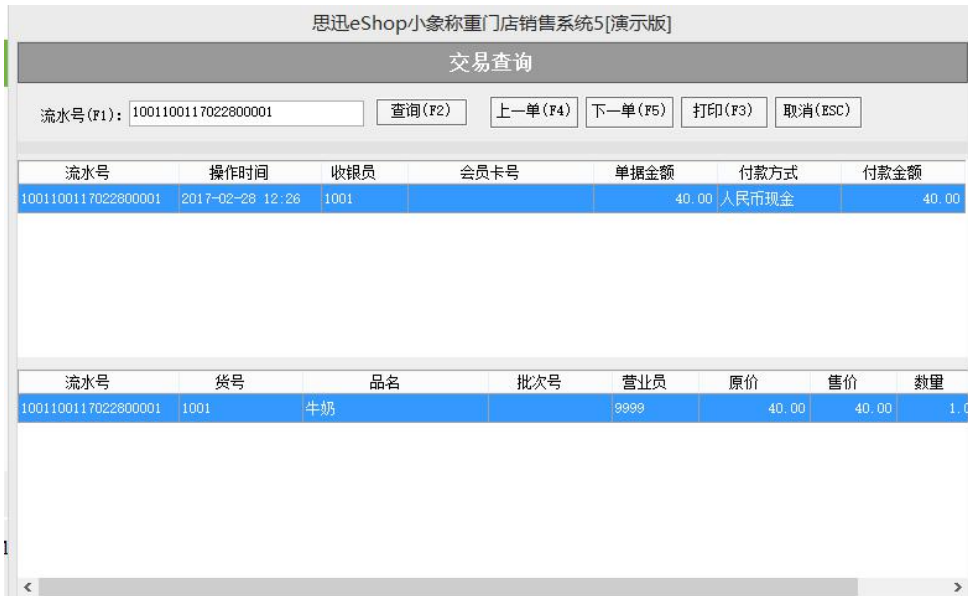 思迅eShop小象称重门店销售系统5[演示版]
交易查询
流水号(F1): 1001100117022800001 查询(F2) 上一单(F4) 下一单(F5) 打印(F3) 取消(ESC)
流水号 操作时间 收银员 会员卡号 单据金额 付款方式 付款金额
1001100117022800001 2017-02-28 12:26 1001 40.00 人民币现金 40.00
流水号 货号 品名 批次号 营业员 原价 售价 数量
1001100117022800001 1001 牛奶 9999 40.00 40.00 1.0